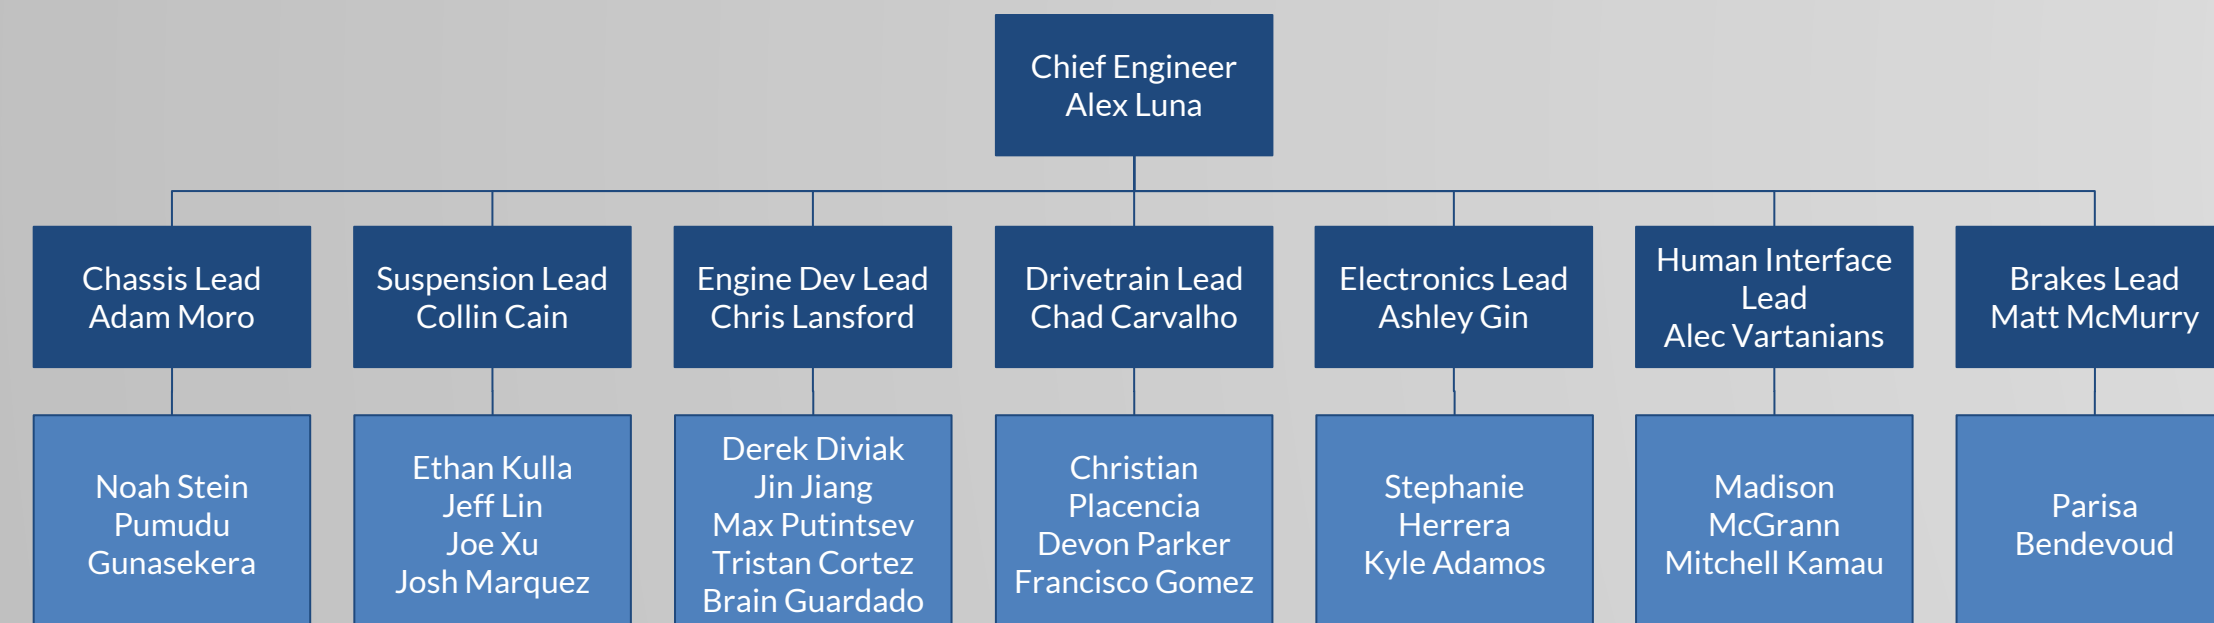 Chief Engineer
Alex Luna
Chassis Lead
Adam Moro
Suspension Lead
Collin Cain
Engine Dev Lead
Chris Lansford
Drivetrain Lead
Chad Carvalho
Electronics Lead
Ashley Gin
Human Interface
Lead
Alec Vartanians
Brakes Lead
Matt McMurry
Noah Stein
Pumudu
Gunasekera
Ethan Kulla
Jeff Lin
Joe Xu
Josh Marquez
Derek Diviak
Jin Jiang
Max Putintsev
Tristan Cortez
Brain Guardado
Christian
Placencia
Devon Parker
Francisco Gomez
Stephanie
Herrera
Kyle Adamos
Madison
McGrann
Mitchell Kamau
Parisa
Bendevoud